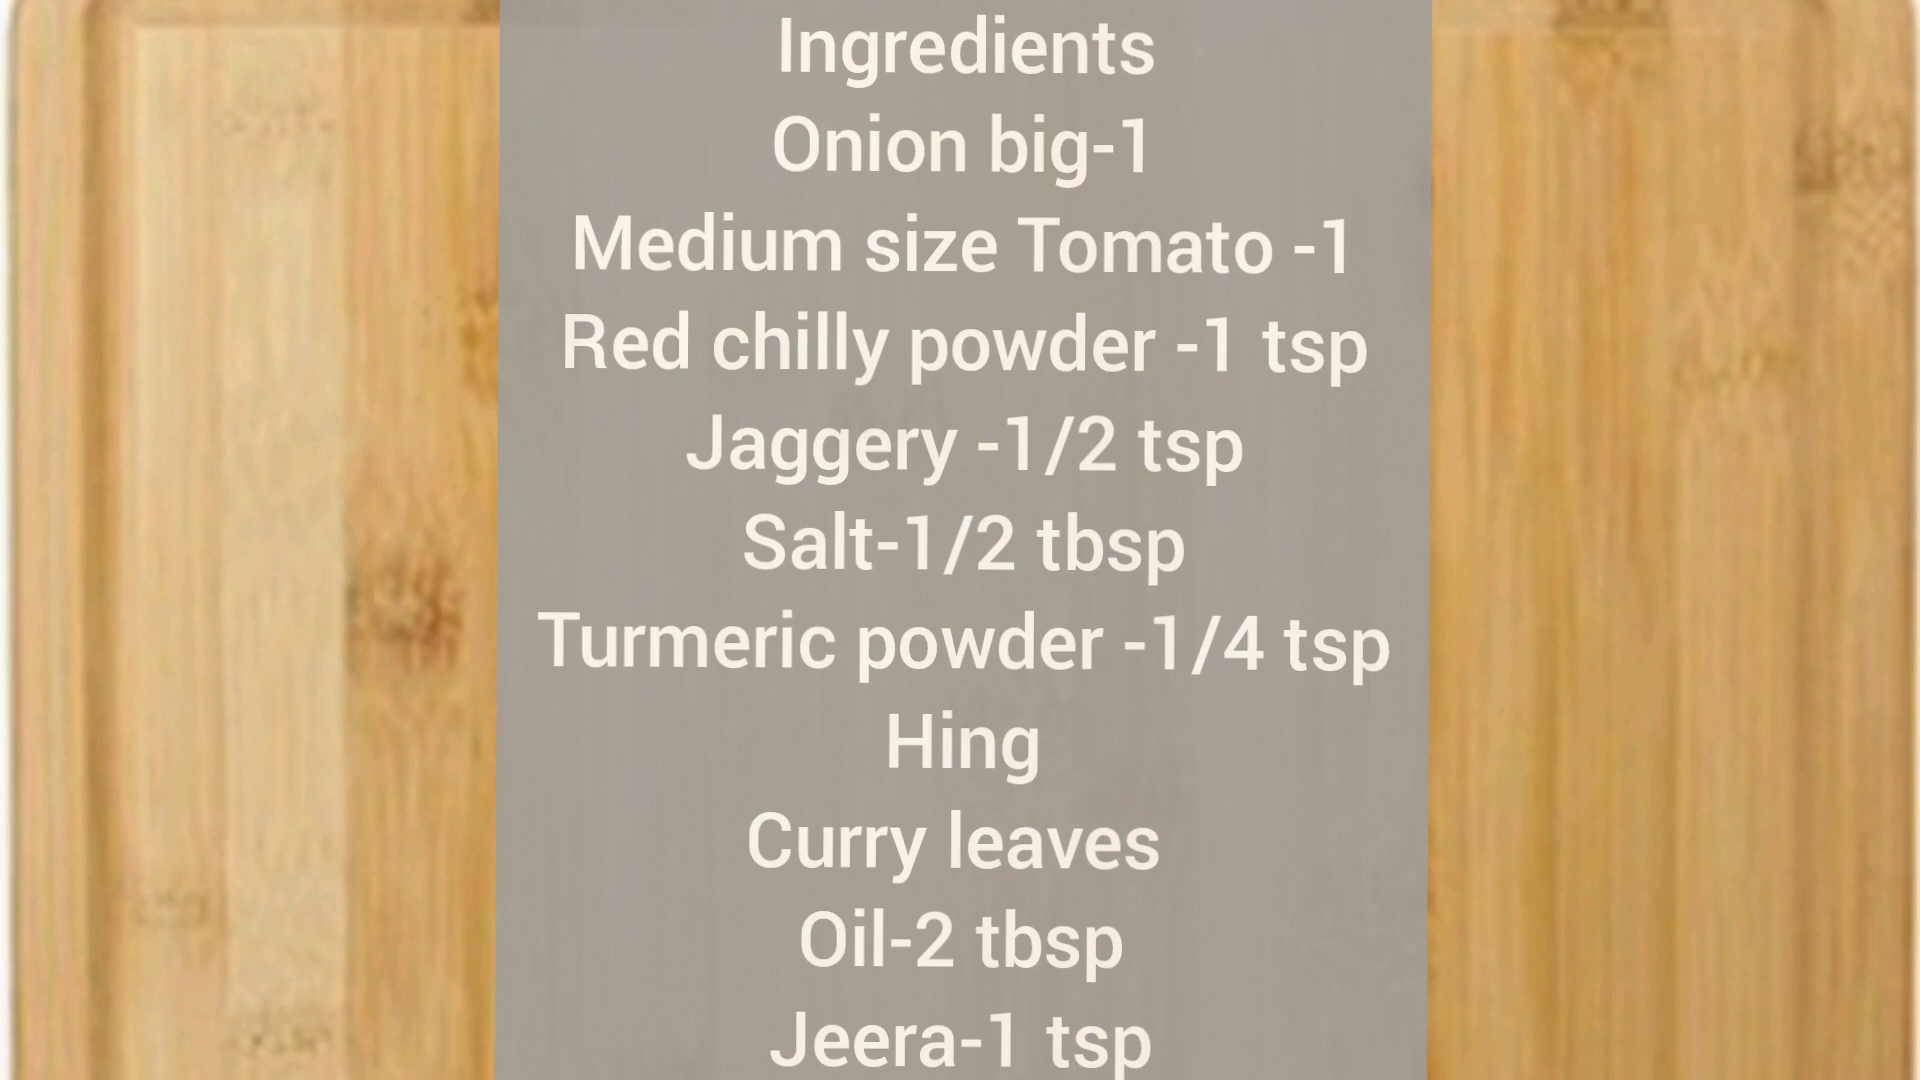 Ingredients
Onion big-1
Medium size Tomato -1
Red chilly powder -1 tsp
Jaggery -1/2 tsp
Salt-1/2 tbsp
Turmeric powder -1/4 tsp
Hing
Curry leaves
Oil-2 tbsp
Jeera-1 tsp